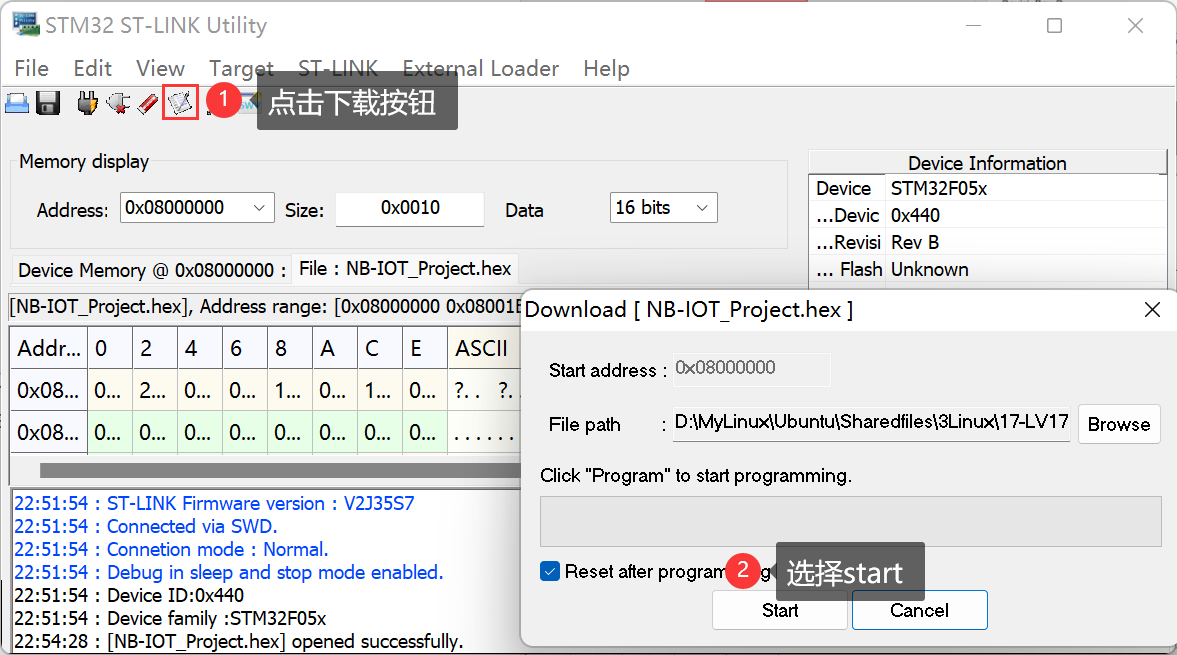 STM32 ST-LINK Utility
File Edit View Target ST-LINK External Loader Help
1 点击下载按钮
Memory display
Address: 0x08000000 Size: 0x0010 Data 16 bits
Device Information
Device STM32F05x
...Devic 0x440
...Revisi Rev B
... Flash Unknown
Device Memory @ 0x08000000 : File : NB-IOT_Project.hex
[NB-IOT_Project.hex], Address range: [0x08000000 0x08001
Addr... 0 2 4 6 8 A C E ASCII
0x08... 0... 2... 0... 0... 1... 0... 1... 0... ?. . ?.
0x08... 0... 0... 0... 0... 0... 0... 0... 0... . . . . . .
22:51:54 : ST-LINK Firmware version : V2J35S7
22:51:54 : Connected via SWD.
22:51:54 : Connetion mode : Normal.
22:51:54 : Debug in sleep and stop mode enabled.
22:51:54 : Device ID:0x440
22:51:54 : Device family :STM32F05x
22:54:28 : [NB-IOT_Project.hex] opened successfully.
Download [ NB-IOT_Project.hex ]
Start address : 0x08000000
File path : D:\MyLinux\Ubuntu\Sharedfiles\3Linux\17-LV17 Browse
Click "Program" to start programming.
Reset after program
2 选择start
Start Cancel